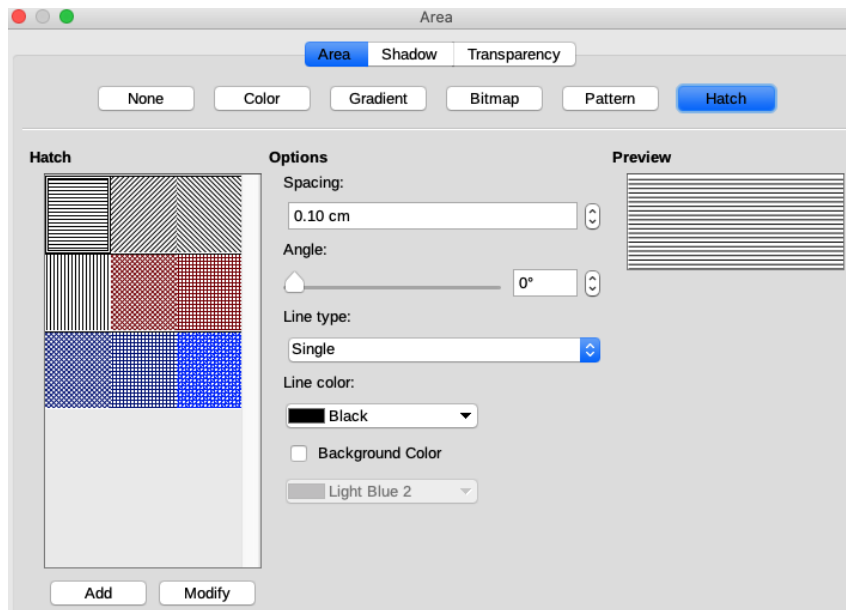 Area
Area Shadow Transparency
None Color Gradient Bitmap Pattern Hatch
Hatch
Options
Spacing:
0.10 cm
Angle:
0°
Line type:
Single
Line color:
Black
Background Color
Light Blue 2
Preview
Add Modify